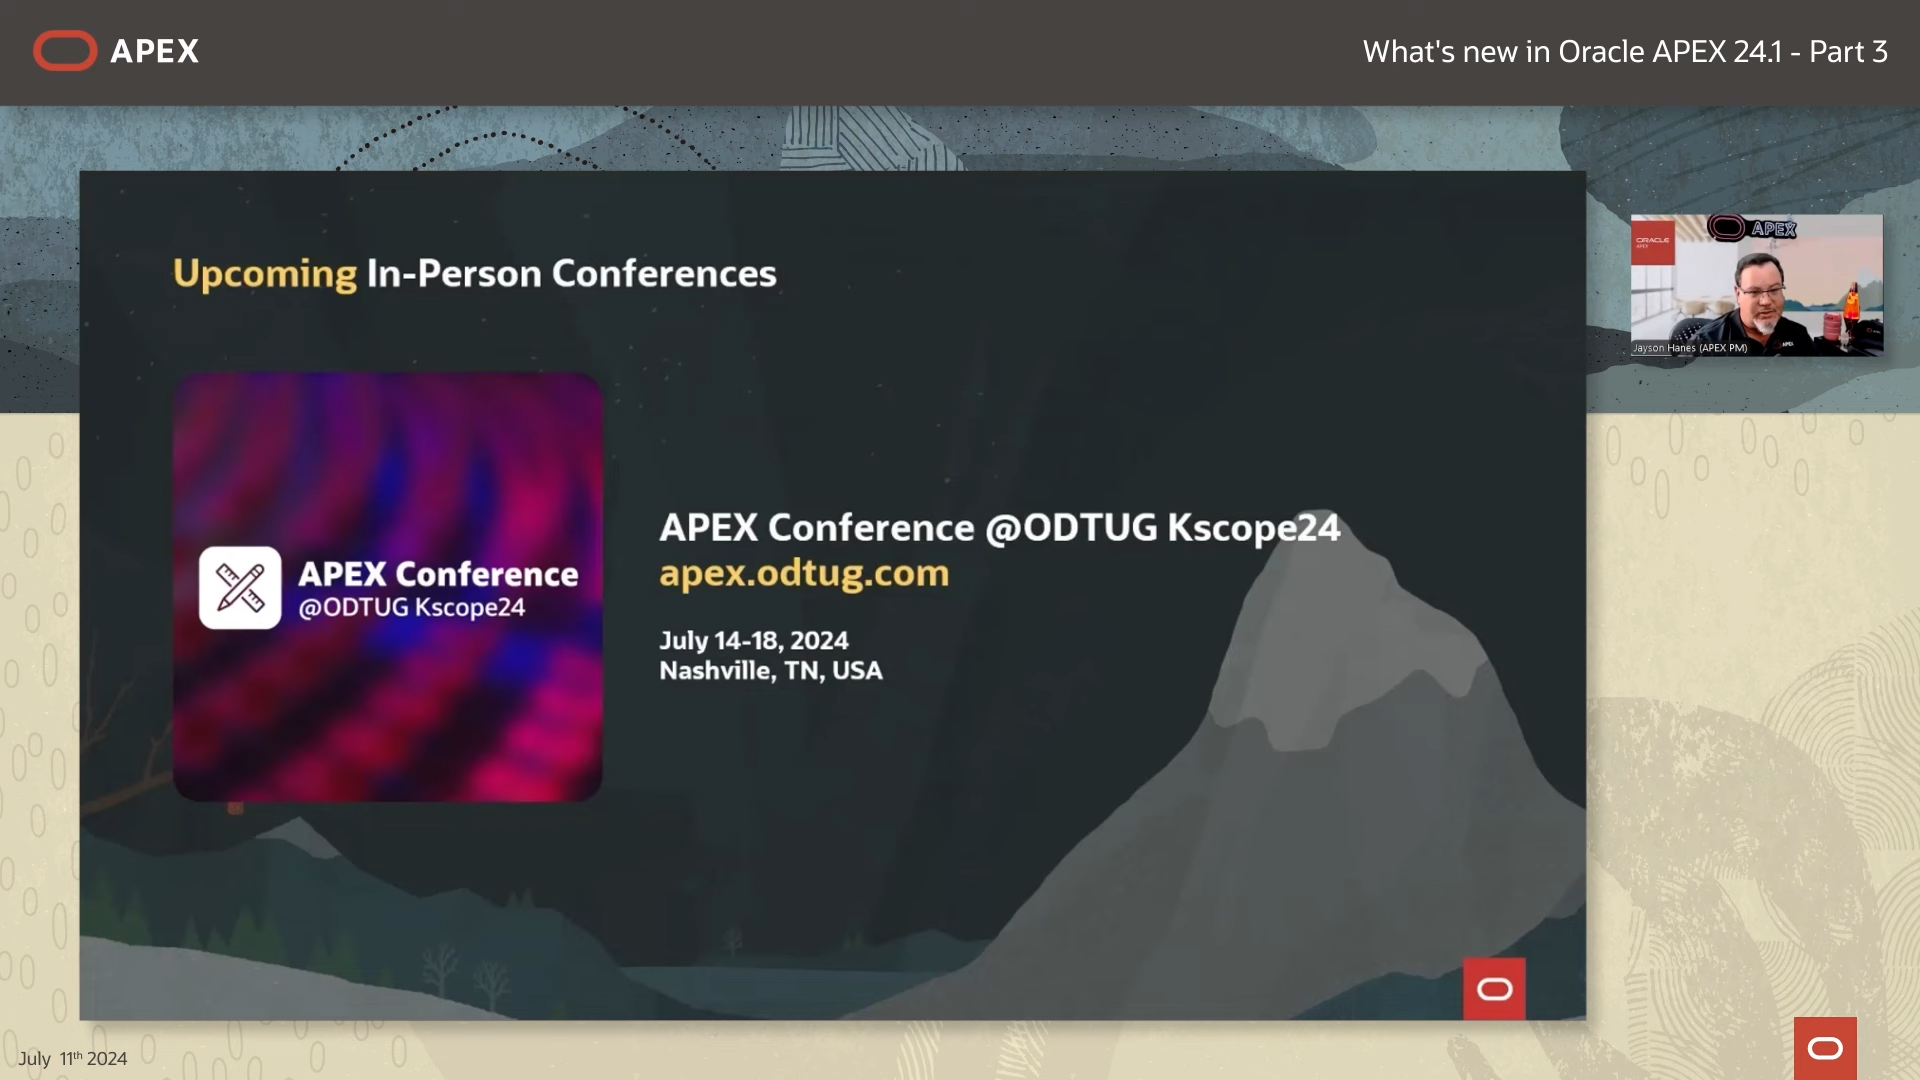 APEX
What's new in Oracle APEX 24.1 - Part 3
Upcoming In-Person Conferences
APEX Conference
@ODTUG Kscope24
APEX Conference @ODTUG Kscope24
apex.odtug.com
July 14-18, 2024
Nashville, TN, USA
ORACLE
APEX
APEX
Jayson Hanes (APEX PM)
July 11th 2024